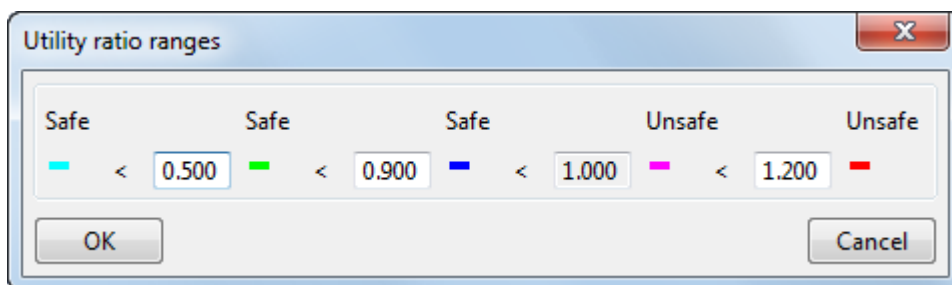 Utility ratio ranges
Safe Safe Safe Unsafe Unsafe
< 0.500 < 0.900 < 1.000 < 1.200
OK Cancel